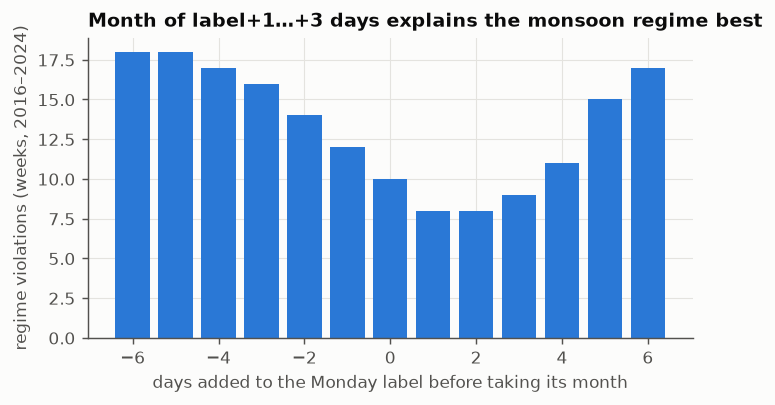 Month of label+1…+3 days explains the monsoon regime best
regime violations (weeks, 2016–2024)
17.5
15.0
12.5
10.0
7.5
5.0
2.5
0.0
−6 −4 −2 0 2 4 6
days added to the Monday label before taking its month